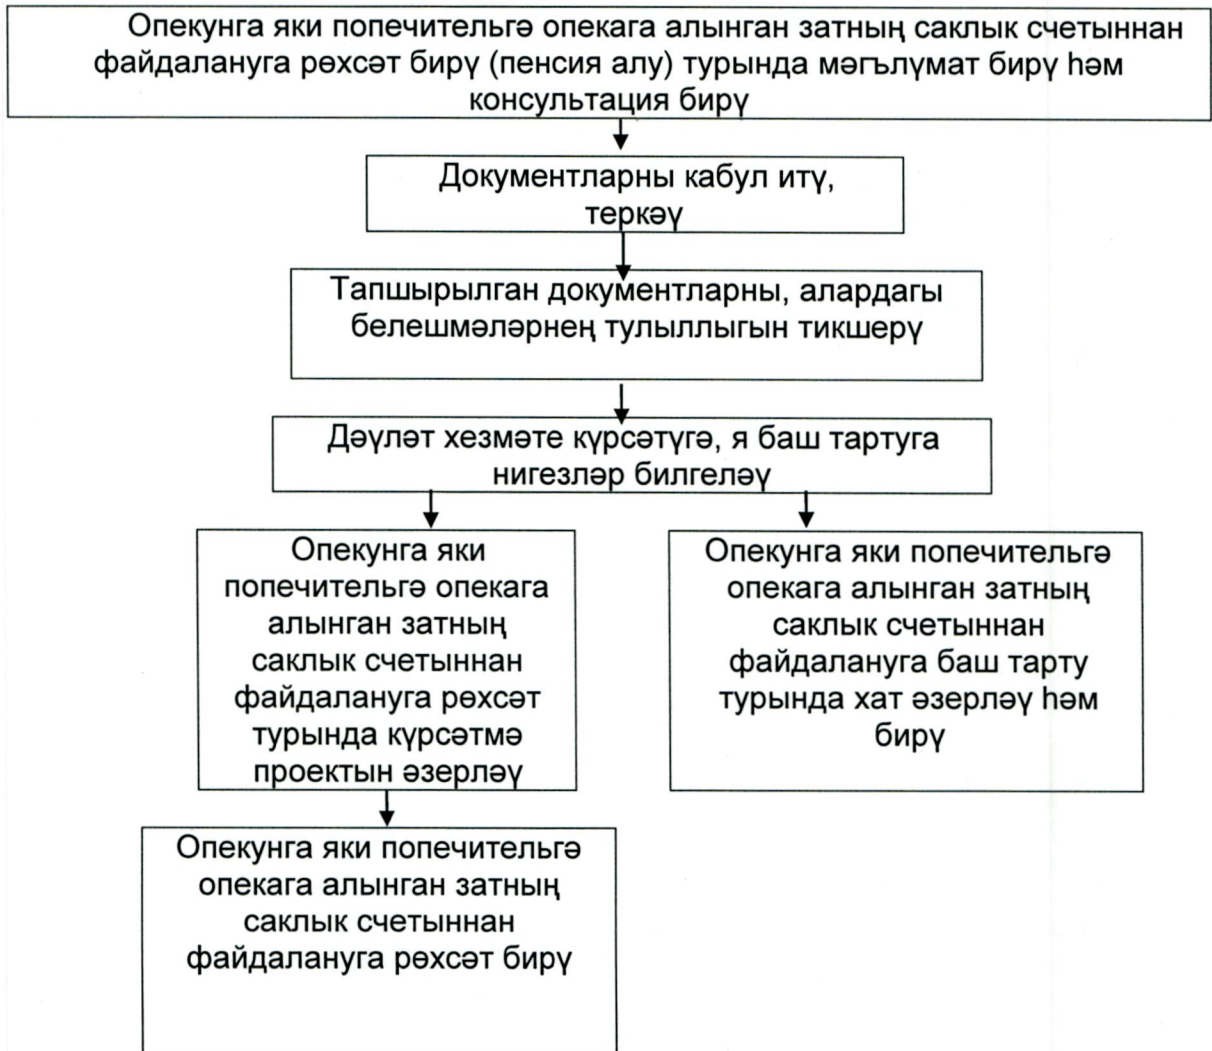 Опекунга яки попечительгә опекага алынган затның саклык счетыннан
файдалануга рөхсәт бирү (пенсия алу) турында мәгълүмат бирү һәм
консультация бирү
Документларны кабул итү,
теркәү
Тапшырылган документларны, алардагы
белешмәләрнең тулыллыгын тикшерү
Дәүләт хезмәте күрсәтүгә, я баш тартуга
нигезләр билгеләү
Опекунга яки
попечительгә опекага
алынган затның
саклык счетыннан
файдалануга рөхсәт
турында күрсәтмә
проектын әзерләү
Опекунга яки попечительгә
опекага алынган затның
саклык счетыннан
файдалануга баш тарту
турында хат әзерләү һәм
бирү
Опекунга яки попечительгә
опекага алынган затның
саклык счетыннан
файдалануга рөхсәт бирү